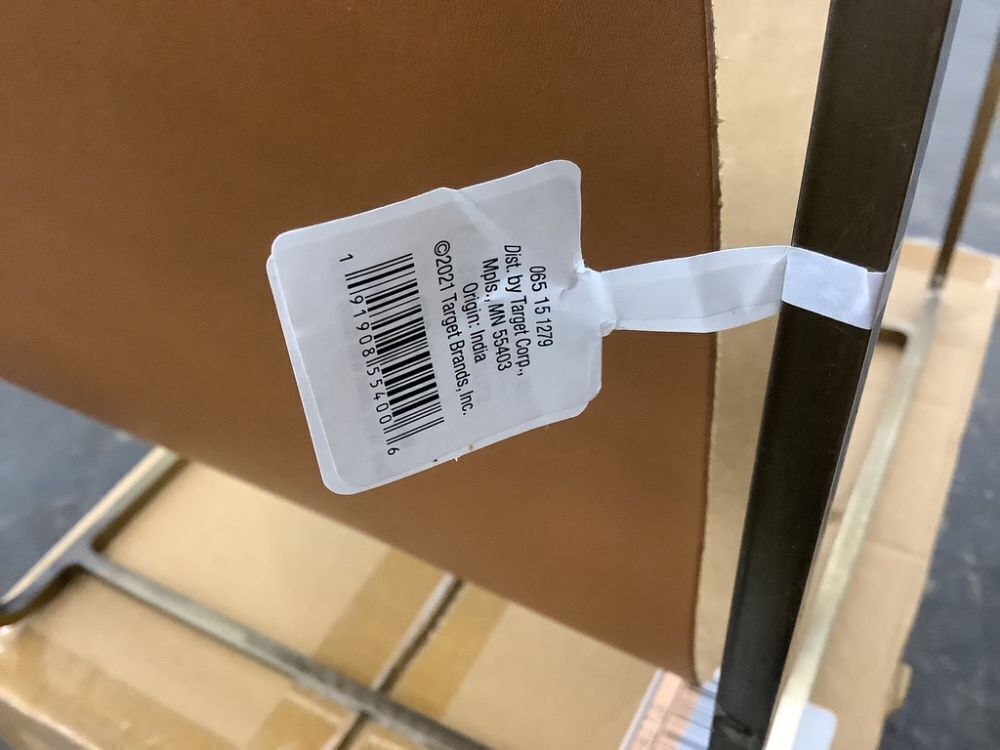 065 15 1279
Dist. by Target Corp.,
Mpls., MN 55403
Origin: India
©2021 Target Brands, Inc.
1 91908 55400 6